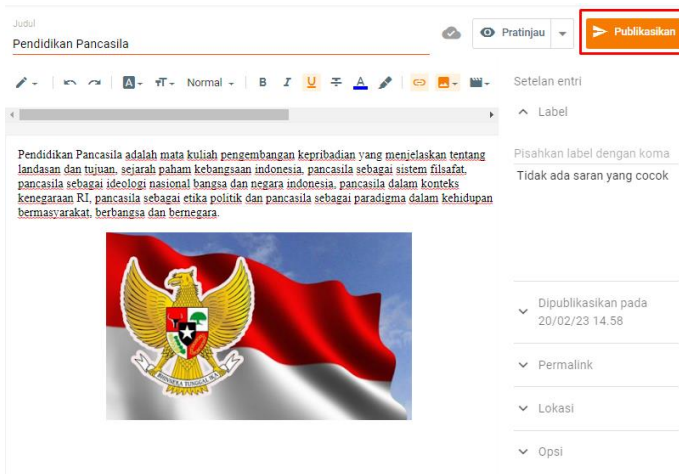 Judul
Pendidikan Pancasila
Pratinjau
Publikasikan
Normal
B I U A
Setelan entri
Label
Pisahkan label dengan koma
Tidak ada saran yang cocok
Pendidikan Pancasila adalah mata kuliah pengembangan kepribadian yang menjelaskan tentang
landasan dan tujuan, sejarah paham kebangsaan indonesia, pancasila sebagai sistem filsafat,
pancasila sebagai ideologi nasional bangsa dan negara indonesia, pancasila dalam konteks
kenegaraan RI, pancasila sebagai etika politik dan pancasila sebagai paradigma dalam kehidupan
bermasyarakat, berbangsa dan bernegara.
BHINNEKA TUNGGAL IKA
Dipublikasikan pada
20/02/23 14.58
Permalink
Lokasi
Opsi